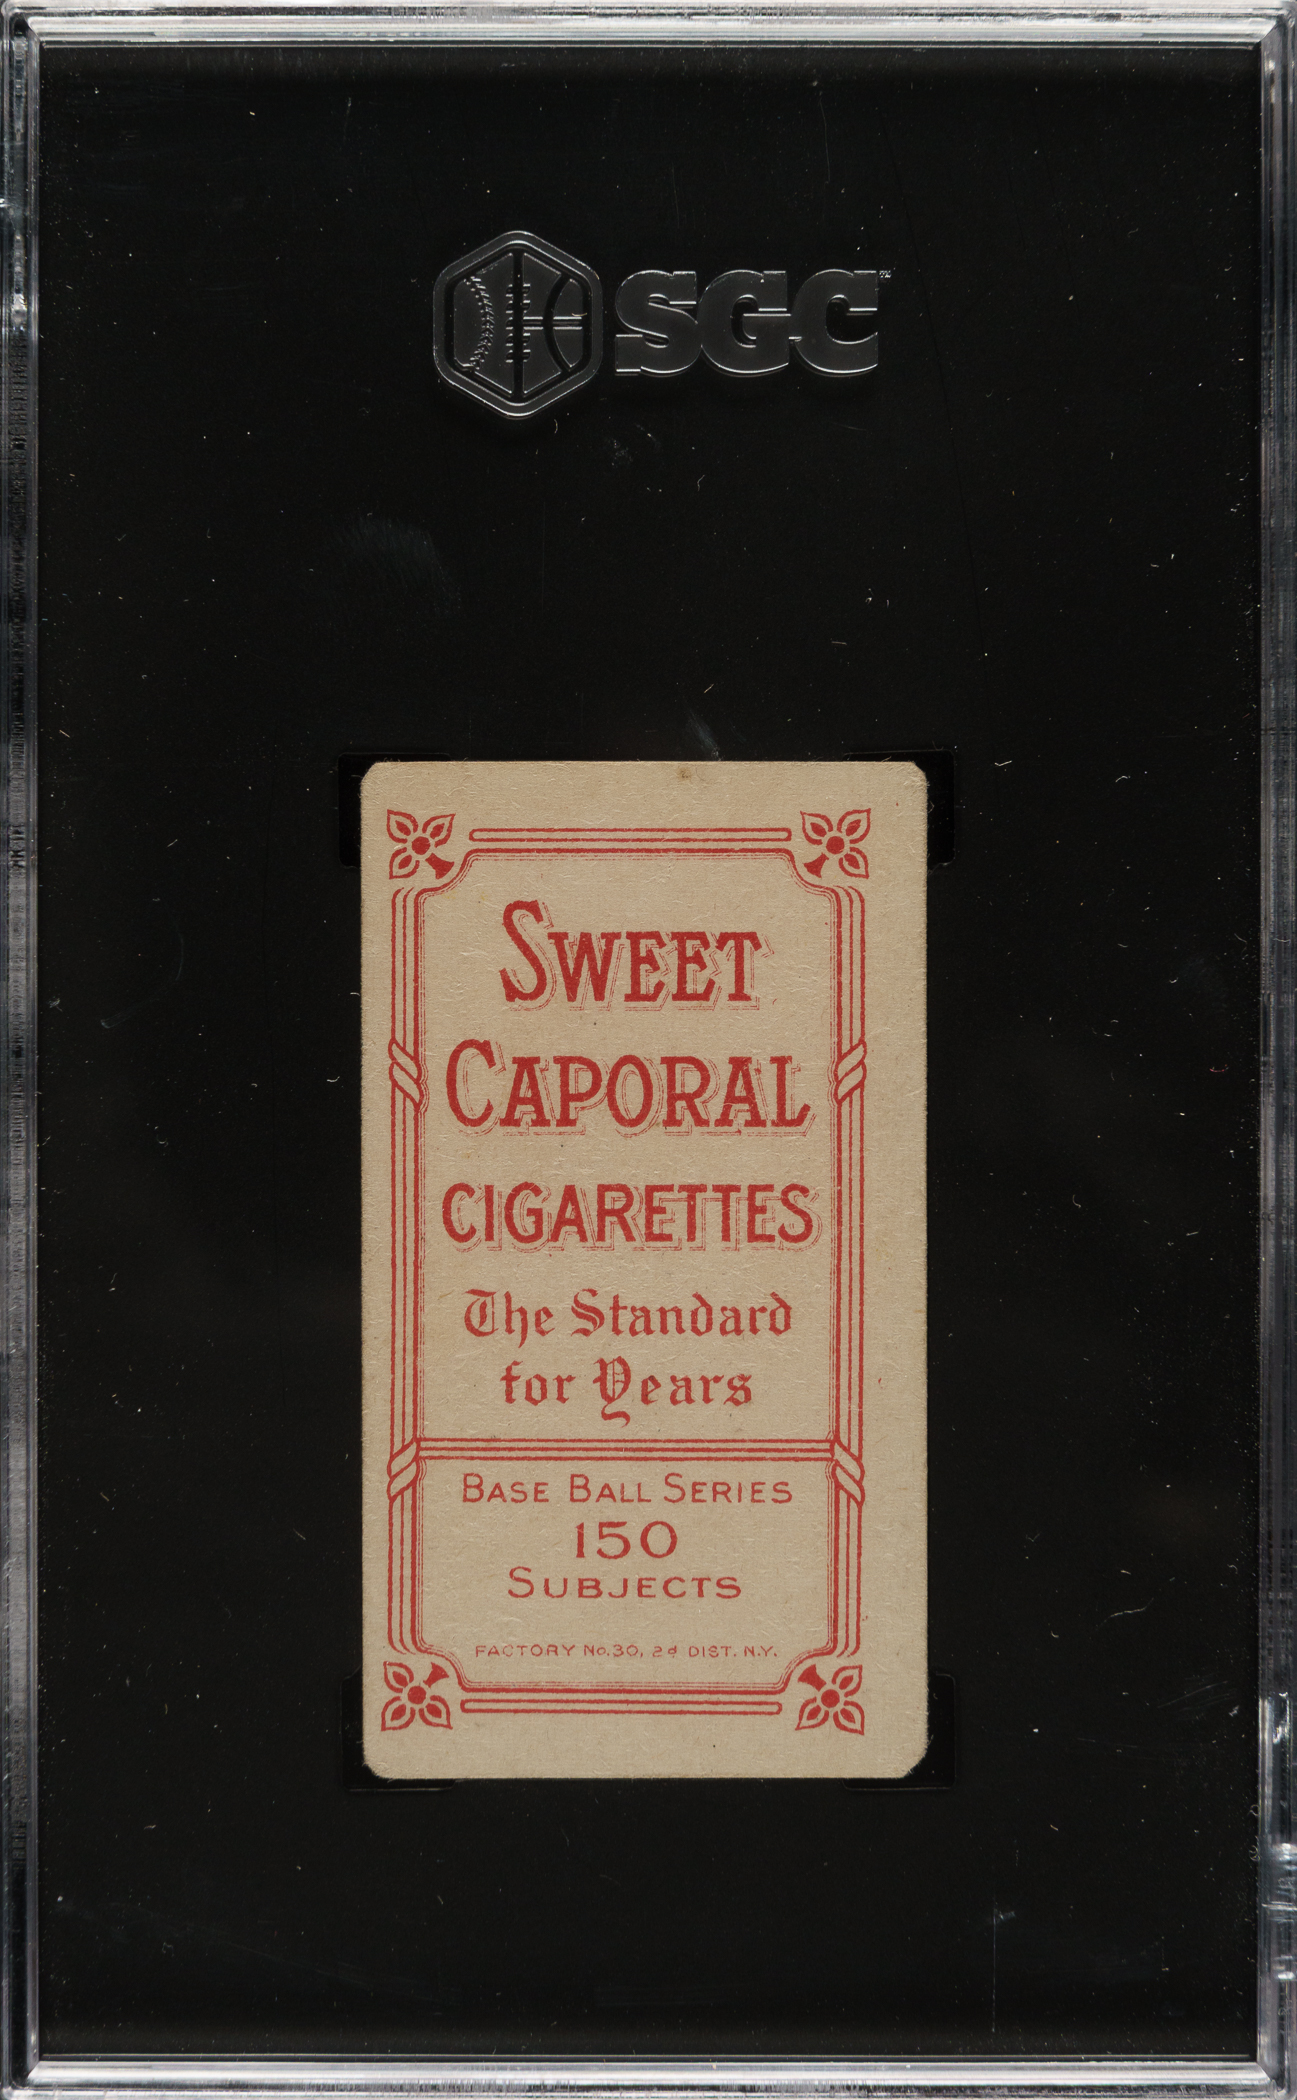 SGC
SWEET
CAPORAL
CIGARETTES
The Standard
for Years
BASE BALL SERIES
150
SUBJECTS
FACTORY No. 30, 2d DIST. N.Y.